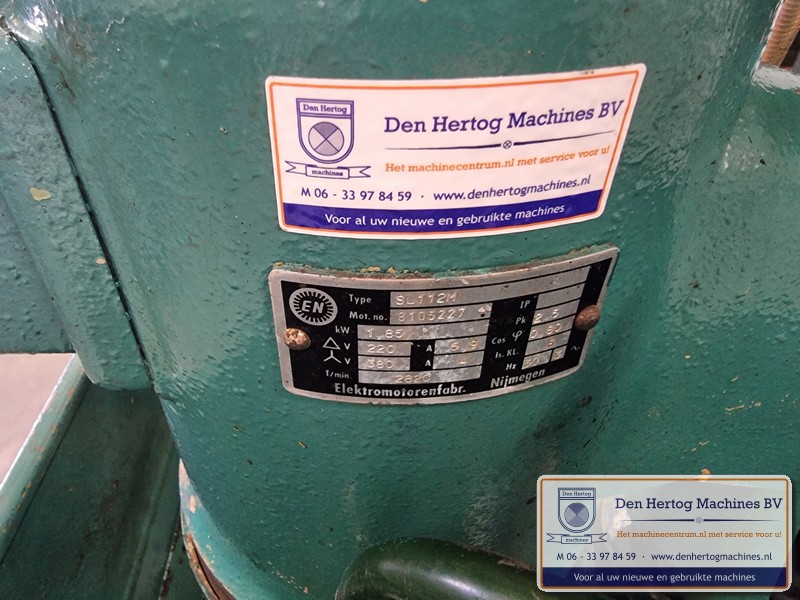 Den Hertog
machines
Den Hertog Machines BV
Het machinecentrum.nl met service voor u!
M 06 - 33 97 84 59 · www.denhertogmachines.nl
Voor al uw nieuwe en gebruikte machines
EN
Type SL112M IP
Mot. no. 8105227 Pk 2.5
kW 1,85 Cos φ 0,80
△ V 220 A 5,9 Is. KL.
V 380 A Hz
T/min. 2820
Elektromotorenfabr. Nijmegen
Den Hertog
machines
Den Hertog Machines BV
Het machinecentrum.nl met service voor u!
M 06 - 33 97 84 59 · www.denhertogmachines.nl
Voor al uw nieuwe en gebruikte machines